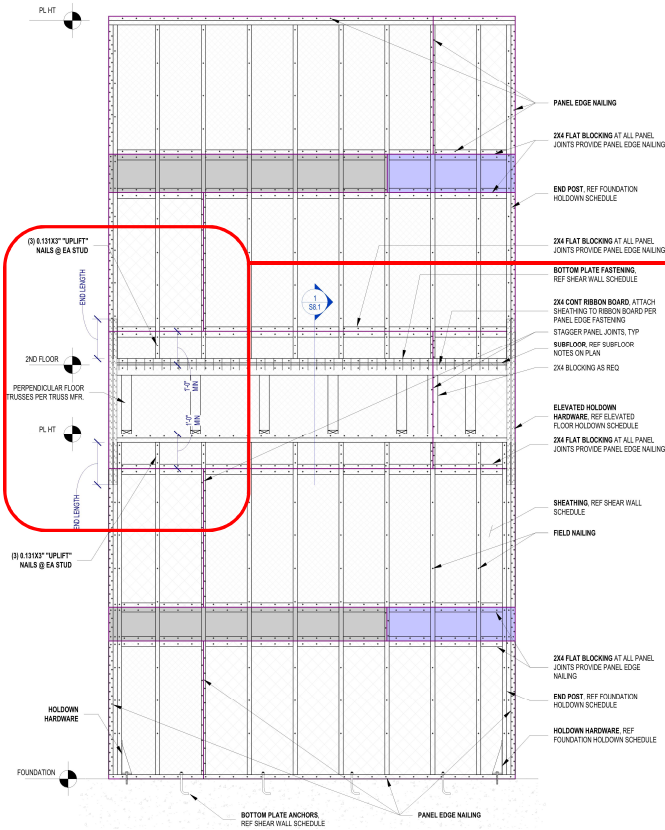 PL HT
PANEL EDGE NAILING
2X4 FLAT BLOCKING AT ALL PANEL
JOINTS PROVIDE PANEL EDGE NAILING
END POST, REF FOUNDATION
HOLDOWN SCHEDULE
(3) 0.131X3" "UPLIFT"
NAILS @ EA STUD
2X4 FLAT BLOCKING AT ALL PANEL
JOINTS PROVIDE PANEL EDGE NAILING
BOTTOM PLATE FASTENING,
REF SHEAR WALL SCHEDULE
END LENGTH
1
S8.1
2X4 CONT RIBBON BOARD, ATTACH
SHEATHING TO RIBBON BOARD PER
PANEL EDGE FASTENING
STAGGER PANEL JOINTS, TYP
SUBFLOOR, REF SUBFLOOR
NOTES ON PLAN
2X4 BLOCKING AS REQ
2ND FLOOR
1'-0"
MIN
PERPENDICULAR FLOOR
TRUSSES PER TRUSS MFR.
1'-0"
MIN
ELEVATED HOLDOWN
HARDWARE, REF ELEVATED
FLOOR HOLDOWN SCHEDULE
PL HT
2X4 FLAT BLOCKING AT ALL PANEL
JOINTS PROVIDE PANEL EDGE NAILING
END LENGTH
SHEATHING, REF SHEAR WALL
SCHEDULE
FIELD NAILING
(3) 0.131X3" "UPLIFT"
NAILS @ EA STUD
2X4 FLAT BLOCKING AT ALL PANEL
JOINTS PROVIDE PANEL EDGE
NAILING
END POST, REF FOUNDATION
HOLDOWN SCHEDULE
HOLDOWN
HARDWARE
HOLDOWN HARDWARE, REF
FOUNDATION HOLDOWN SCHEDULE
FOUNDATION
BOTTOM PLATE ANCHORS,
REF SHEAR WALL SCHEDULE
PANEL EDGE NAILING